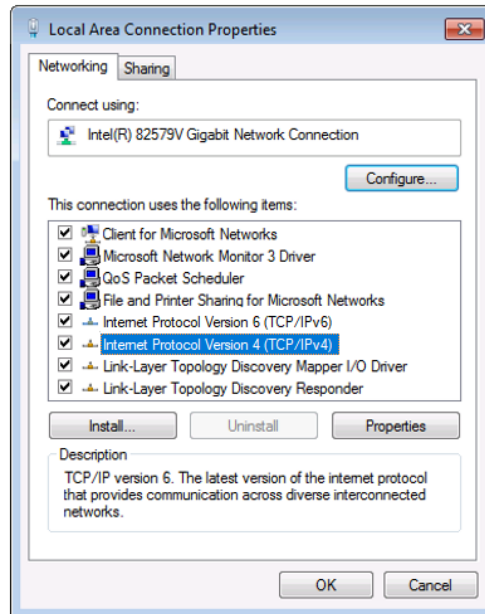 Local Area Connection Properties
Networking
Sharing
Connect using:
Intel(R) 82579V Gigabit Network Connection
Configure...
This connection uses the following items:
Client for Microsoft Networks
Microsoft Network Monitor 3 Driver
QoS Packet Scheduler
File and Printer Sharing for Microsoft Networks
Internet Protocol Version 6 (TCP/IPv6)
Internet Protocol Version 4 (TCP/IPv4)
Link-Layer Topology Discovery Mapper I/O Driver
Link-Layer Topology Discovery Responder
Install...
Uninstall
Properties
Description
TCP/IP version 6. The latest version of the internet protocol
that provides communication across diverse interconnected
networks.
OK
Cancel